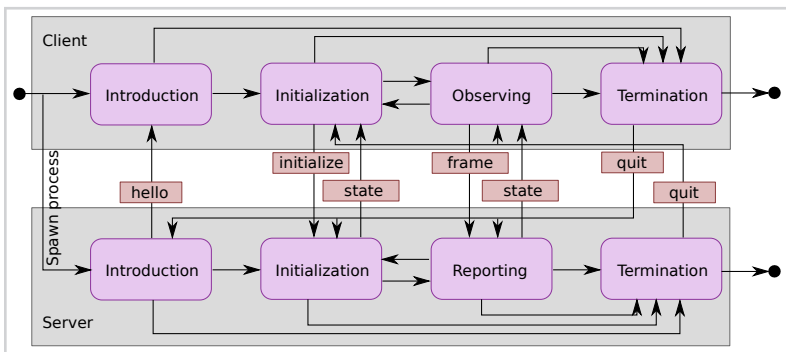 Client
Introduction
Initialization
Observing
Termination
initialize
frame
quit
hello
state
state
quit
Spawn process
Introduction
Initialization
Reporting
Termination
Server